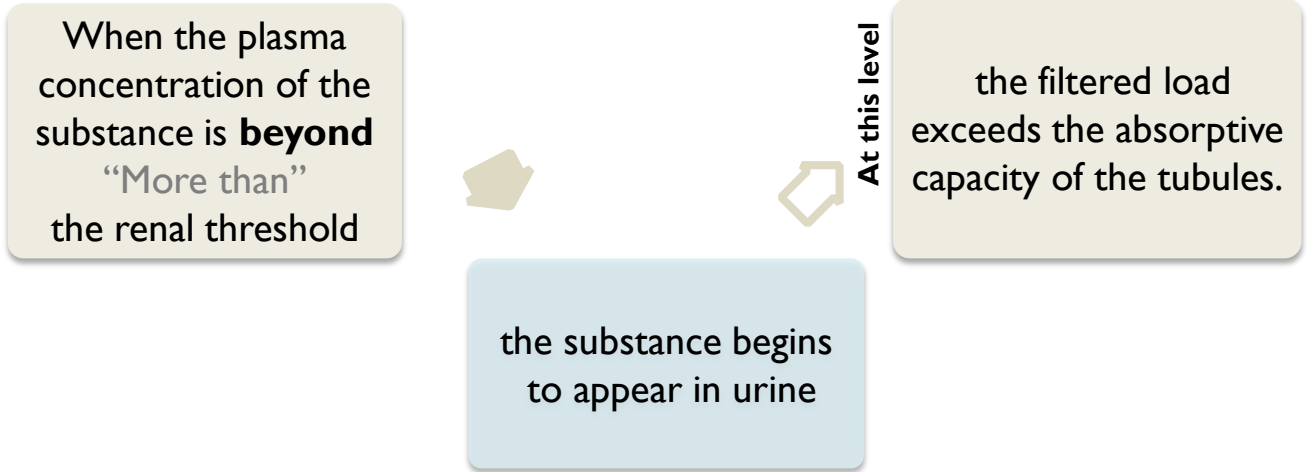 When the plasma
concentration of the
substance is beyond
“More than”
the renal threshold
the substance begins
to appear in urine
At this level
the filtered load
exceeds the absorptive
capacity of the tubules.